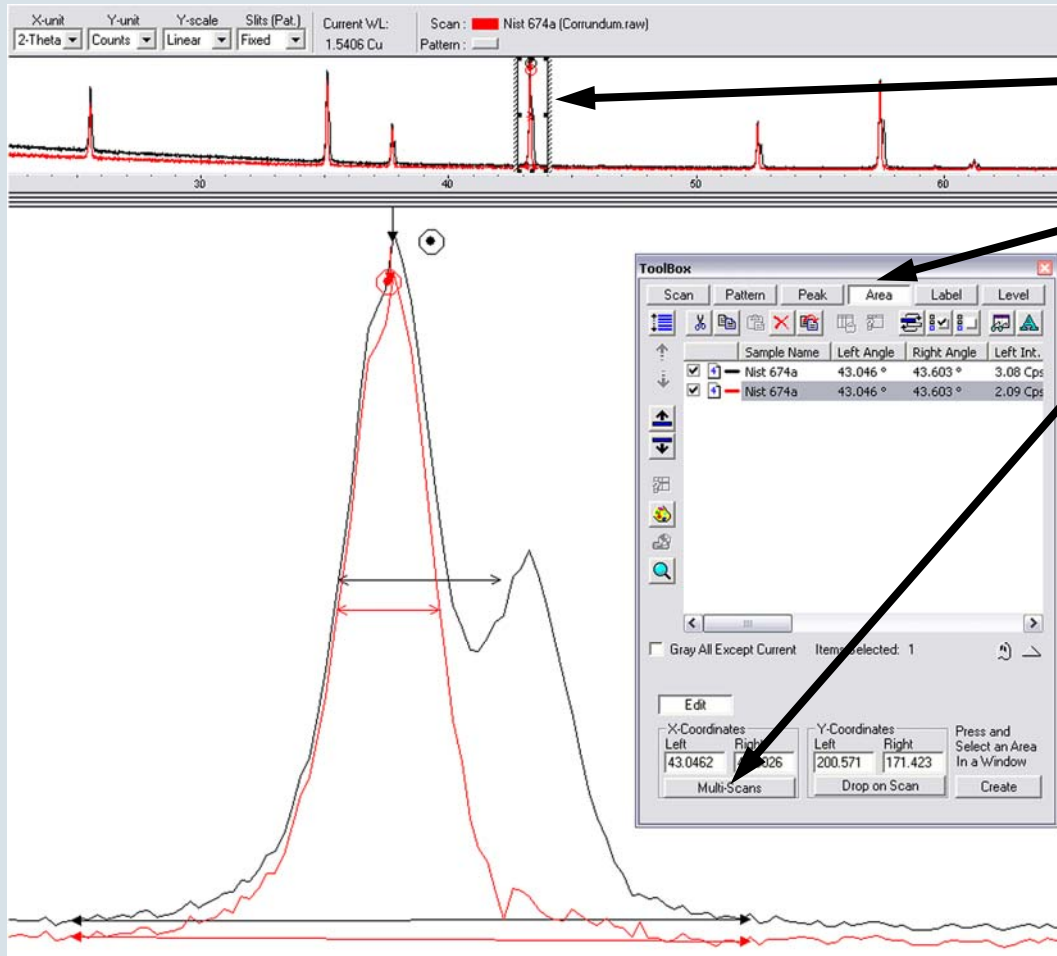 X-unit Y-unit Y-scale Slits (Pat.) Current WL: Scan : Nist 674a (Corrundum.raw)
2-Theta Counts Linear Fixed 1.5406 Cu Pattern :
30 40 50 60
ToolBox
Scan Pattern Peak Area Label Level
Sample Name Left Angle Right Angle Left Int.
Nist 674a 43.046 ° 43.603 ° 3.08 Cps
Nist 674a 43.046 ° 43.603 ° 2.09 Cps
Gray All Except Current Items Selected: 1
Edit
X-Coordinates Y-Coordinates Press and
Left Right Left Right Select an Area
43.0462 200.571 171.423 In a Window
Multi-Scans Drop on Scan Create